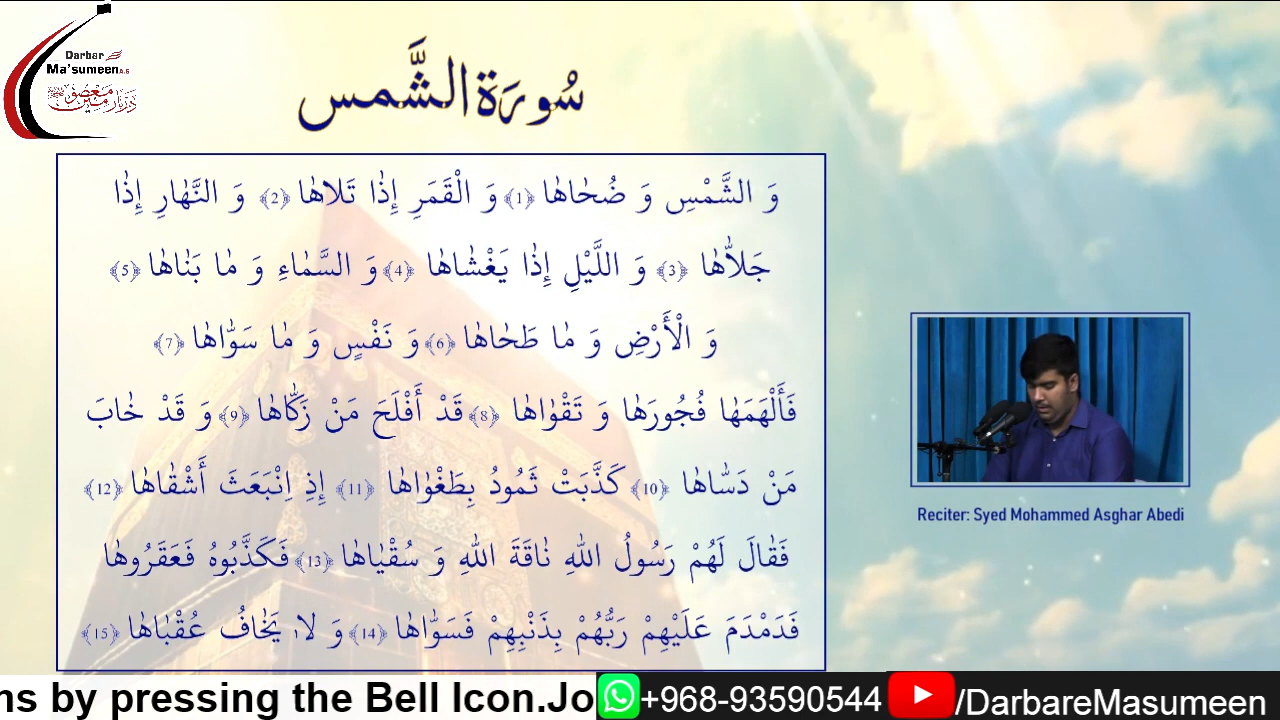 Darbar
Ma'sumeen A.S
سُورَة الشَّمس
وَ الشَّمْسِ وَ ضُحٰاهٰا ﴿1﴾ وَ الْقَمَرِ إِذٰا تَلاٰهٰا ﴿2﴾ وَ النَّهٰارِ إِذٰا
جَلاّٰهٰا ﴿3﴾ وَ اللَّيْلِ إِذٰا يَغْشٰاهٰا ﴿4﴾ وَ السَّمٰاءِ وَ مٰا بَنٰاهٰا ﴿5﴾
وَ الْأَرْضِ وَ مٰا طَحٰاهٰا ﴿6﴾ وَ نَفْسٍ وَ مٰا سَوّٰاهٰا ﴿7﴾
فَأَلْهَمَهٰا فُجُورَهٰا وَ تَقْوٰاهٰا ﴿8﴾ قَدْ أَفْلَحَ مَنْ زَكّٰاهٰا ﴿9﴾ وَ قَدْ خٰابَ
مَنْ دَسّٰاهٰا ﴿10﴾ كَذَّبَتْ ثَمُودُ بِطَغْوٰاهٰا ﴿11﴾ إِذِ اِنْبَعَثَ أَشْقٰاهٰا ﴿12﴾
فَقٰالَ لَهُمْ رَسُولُ اللّٰهِ نٰاقَةَ اللّٰهِ وَ سُقْيٰاهٰا ﴿13﴾ فَكَذَّبُوهُ فَعَقَرُوهٰا
فَدَمْدَمَ عَلَيْهِمْ رَبُّهُمْ بِذَنْبِهِمْ فَسَوّٰاهٰا ﴿14﴾ وَ لاٰ يَخٰافُ عُقْبٰاهٰا ﴿15﴾
Reciter: Syed Mohammed Asghar Abedi
ns by pressing the Bell Icon.Jo
+968-93590544
/DarbareMasumeen